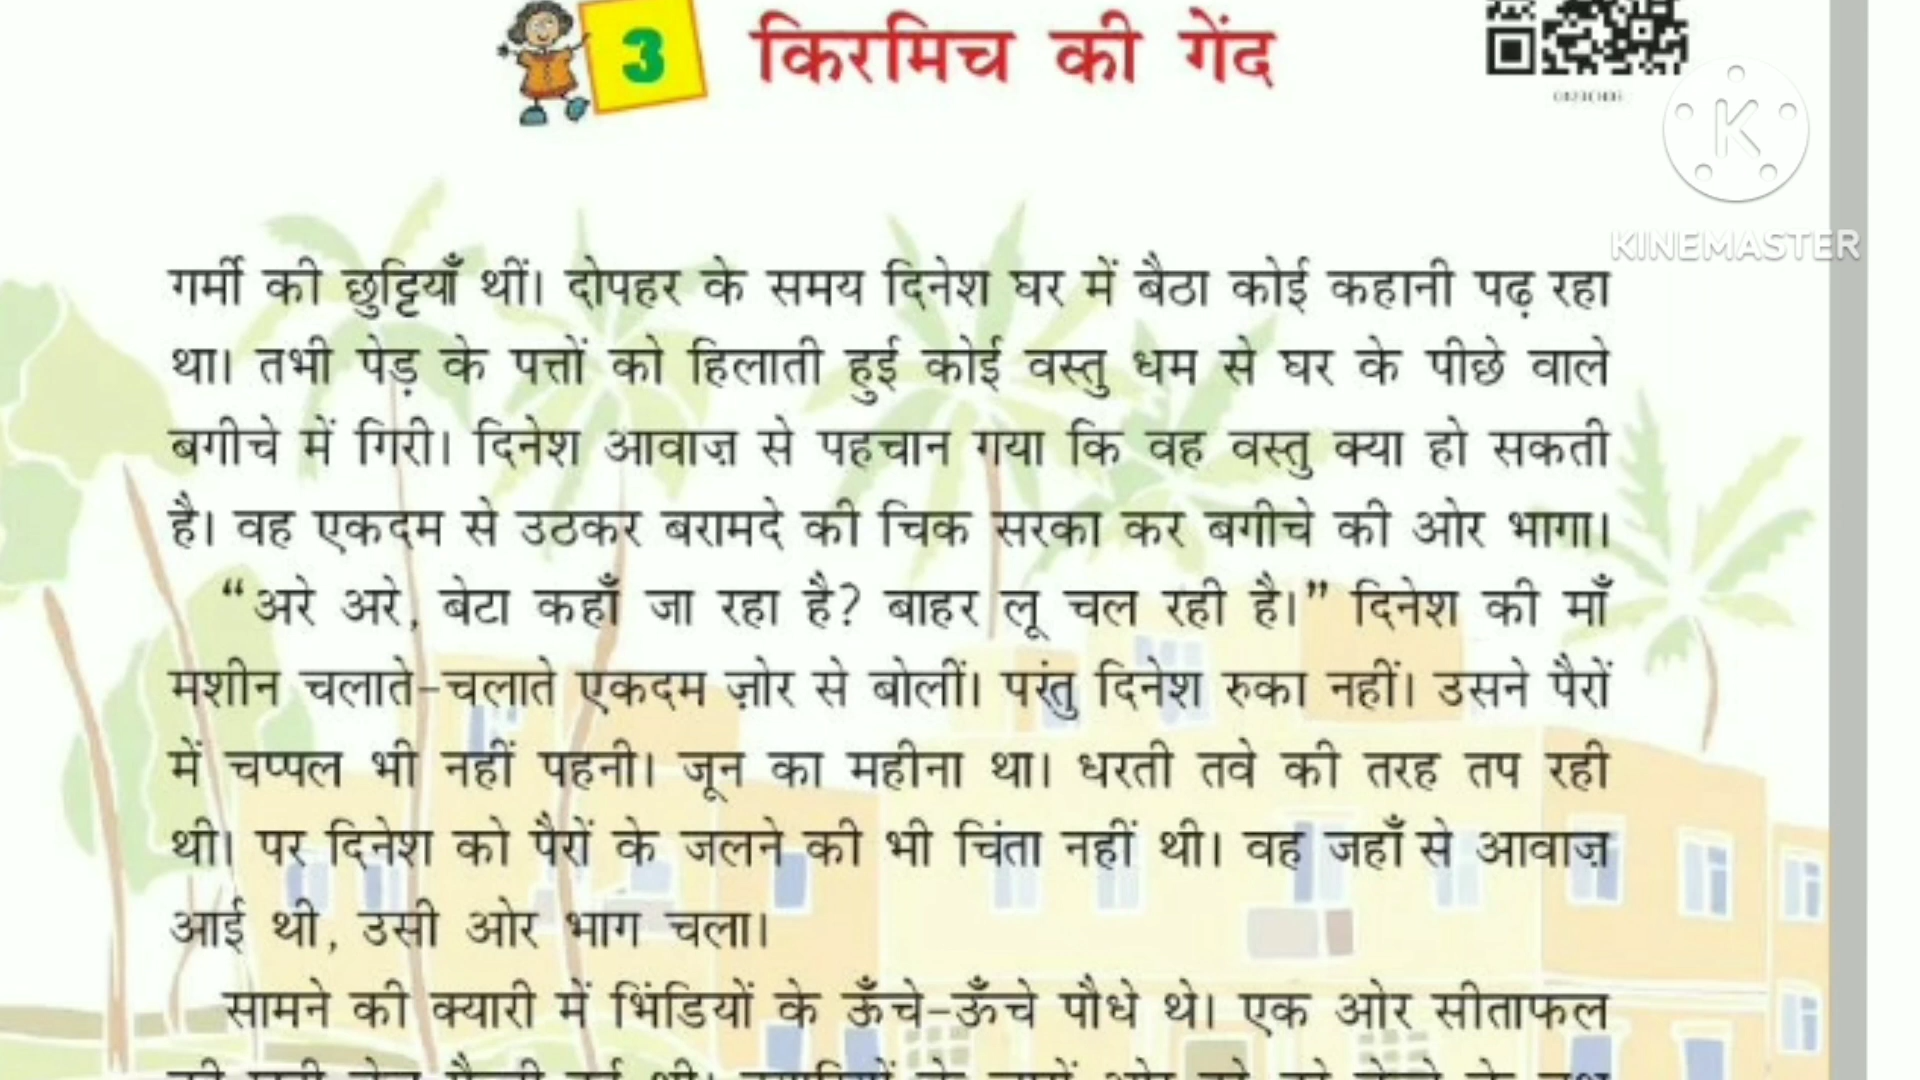 3 किरमिच की गेंद
K
KINEMASTER
गर्मी की छुट्टियाँ थीं। दोपहर के समय दिनेश घर में बैठा कोई कहानी पढ़ रहा
था। तभी पेड़ के पत्तों को हिलाती हुई कोई वस्तु धम से घर के पीछे वाले
बगीचे में गिरी। दिनेश आवाज़ से पहचान गया कि वह वस्तु क्या हो सकती
है। वह एकदम से उठकर बरामदे की चिक सरका कर बगीचे की ओर भागा।
“अरे अरे, बेटा कहाँ जा रहा है? बाहर लू चल रही है।” दिनेश की माँ
मशीन चलाते-चलाते एकदम ज़ोर से बोलीं। परंतु दिनेश रुका नहीं। उसने पैरों
में चप्पल भी नहीं पहनी। जून का महीना था। धरती तवे की तरह तप रही
थी। पर दिनेश को पैरों के जलने की भी चिंता नहीं थी। वह जहाँ से आवाज़
आई थी, उसी ओर भाग चला।
सामने की क्यारी में भिंडियों के ऊँचे-ऊँचे पौधे थे। एक ओर सीताफल